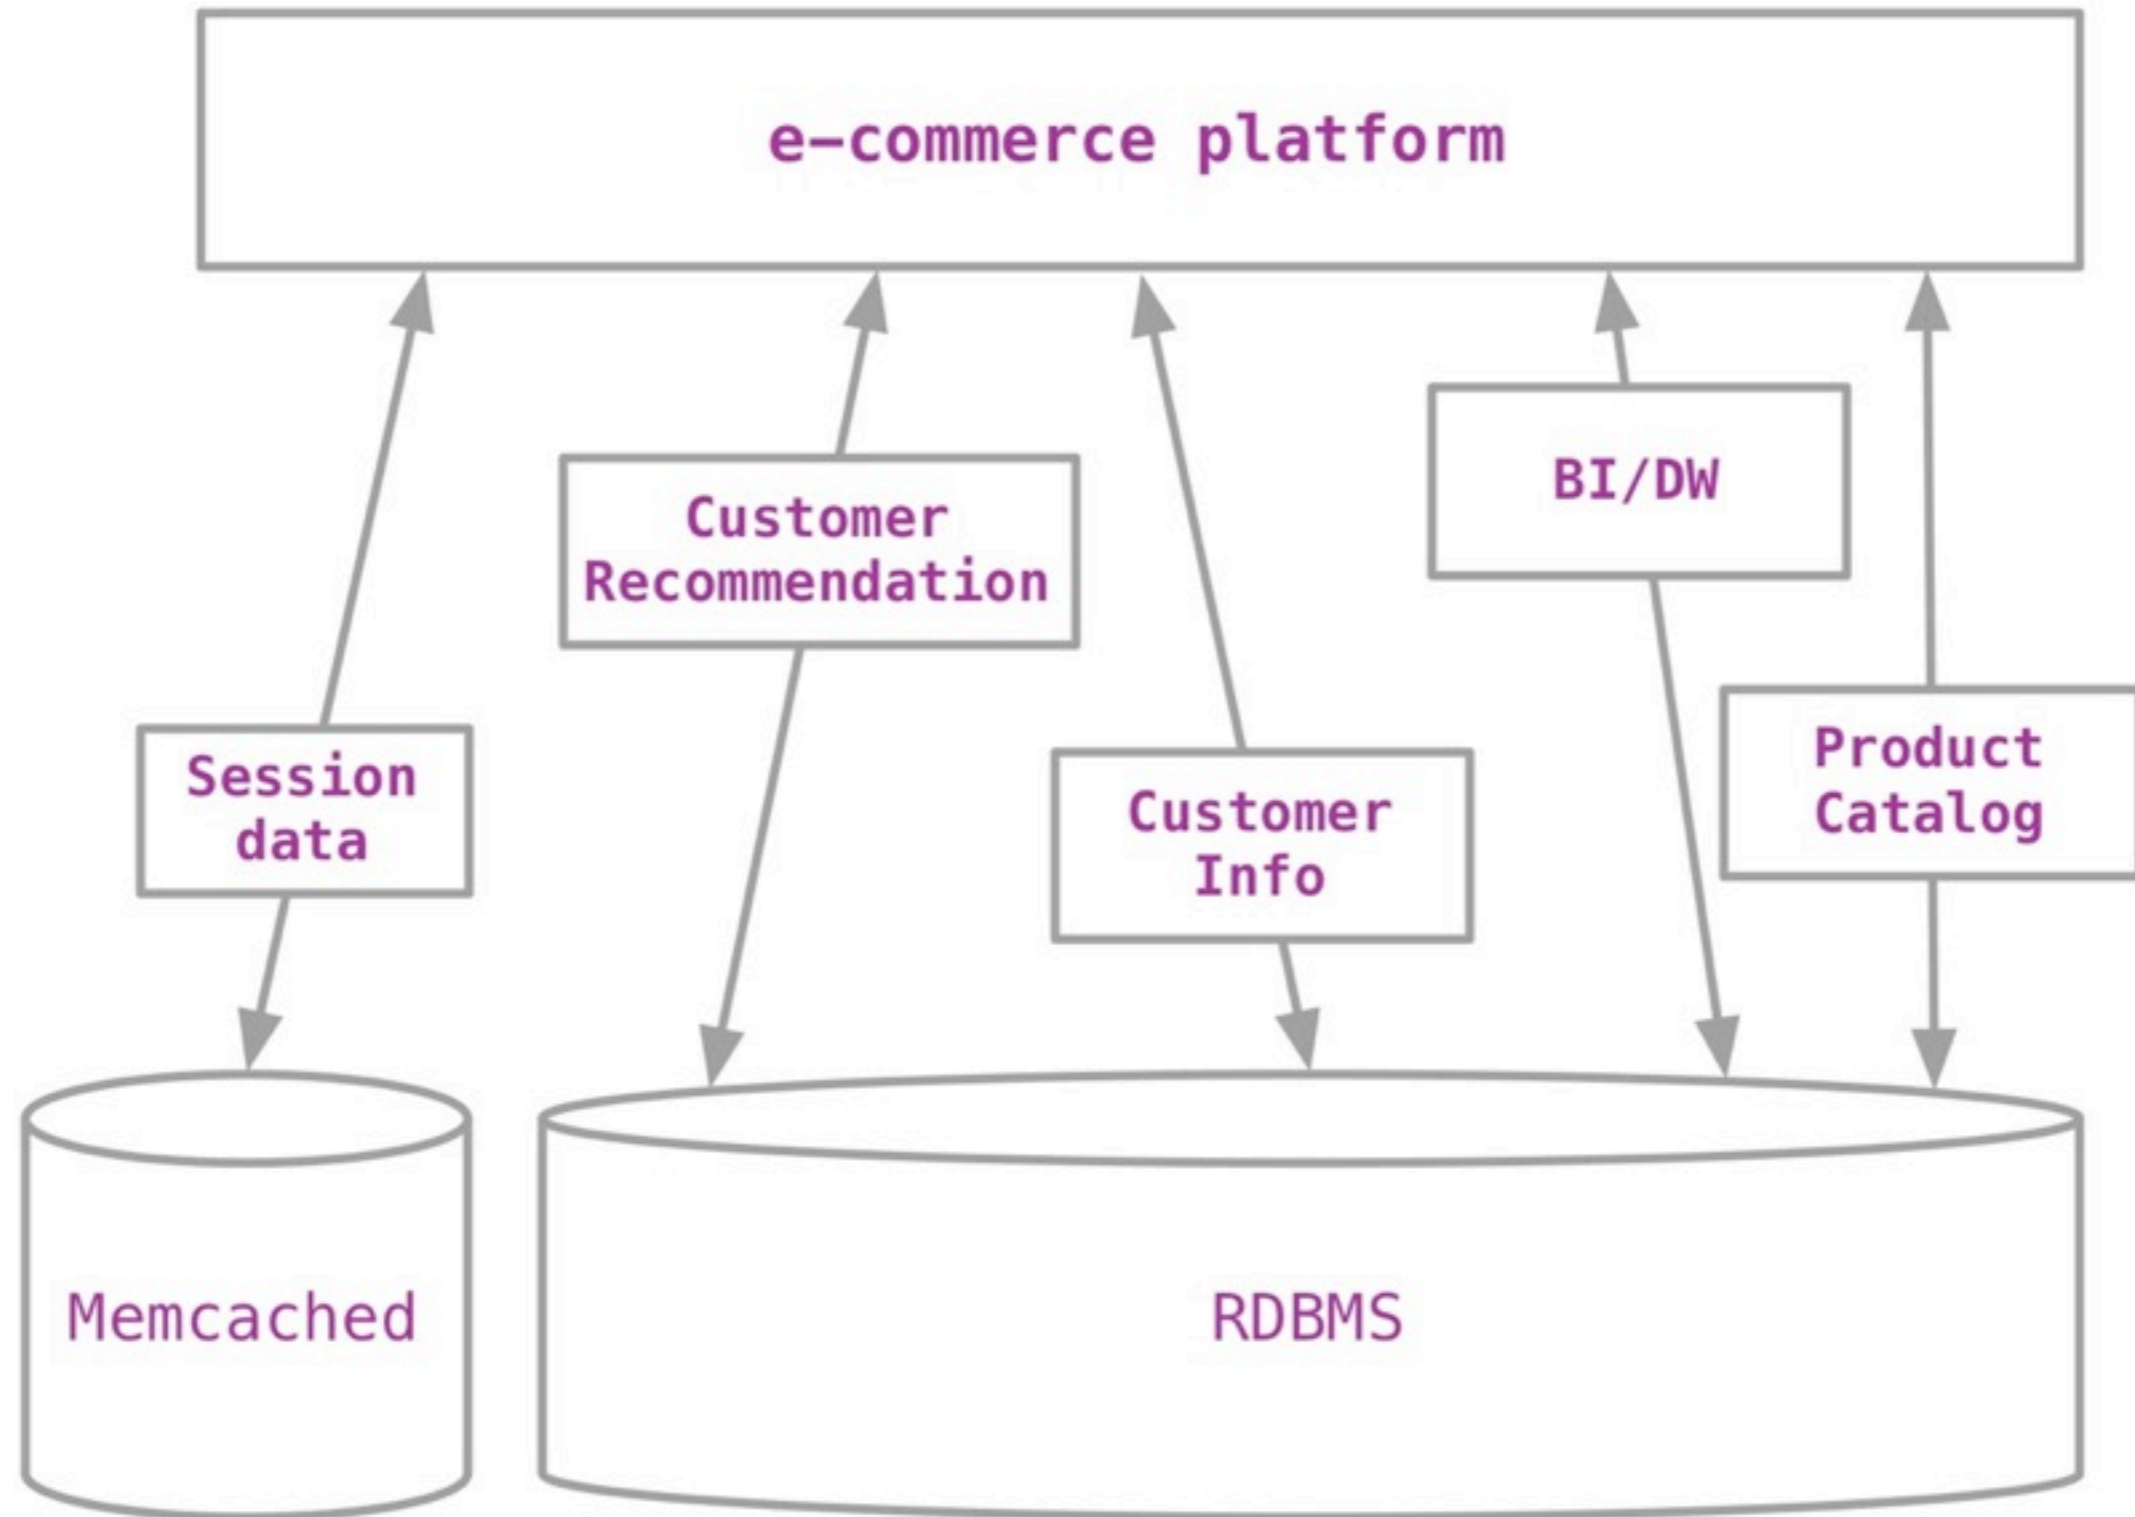 e-commerce platform
Customer
Recommendation
BI/DW
Session
data
Customer
Info
Product
Catalog
Memcached
RDBMS